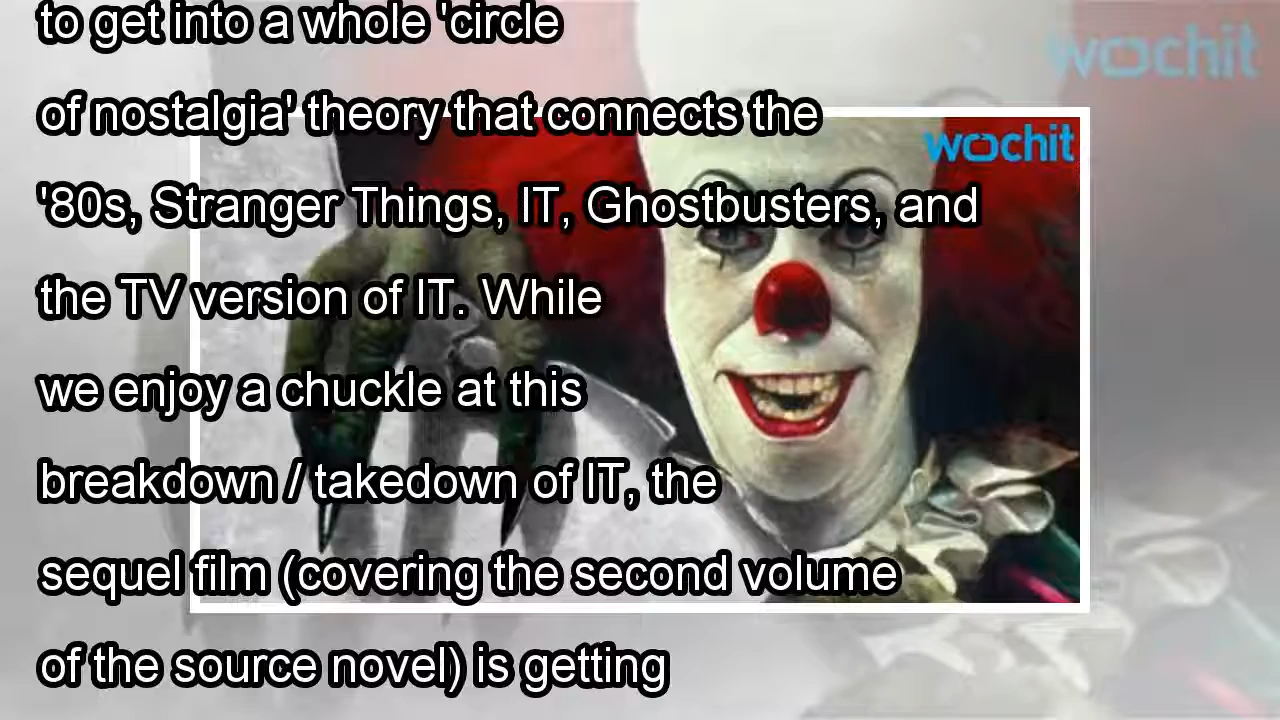 to get into a whole 'circle
wochit
of nostalgia' theory that connects the
wochit
'80s, Stranger Things, IT, Ghostbusters, and
the TV version of IT. While
we enjoy a chuckle at this
breakdown / takedown of IT, the
sequel film (covering the second volume
of the source novel) is getting